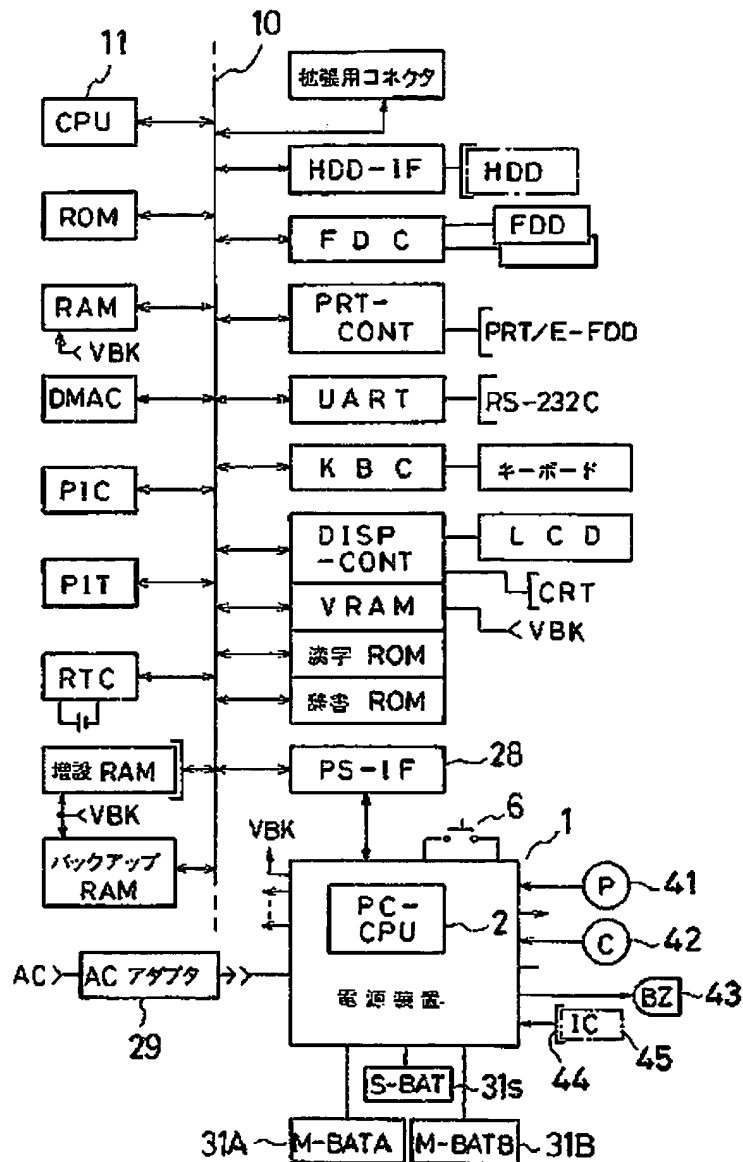 10
11
拡張用コネクタ
CPU
HDD-IF
HDD
ROM
FDC
FDD
RAM
VBK
PRT-
CONT
PRT/E-FDD
DMAC
UART
RS-232C
PIC
KBC
キーボード
PIT
DISP
-CONT
LCD
CRT
VRAM
VBK
漢字 ROM
RTC
辞書 ROM
増設 RAM
PS-IF
28
VBK
バックアップ
RAM
VBK
6
1
PC-
CPU
2
P
41
C
42
AC
AC アダプタ
29
電源装置
BZ
43
IC
44
45
S-BAT
31S
31A
M-BATA
M-BATB
31B